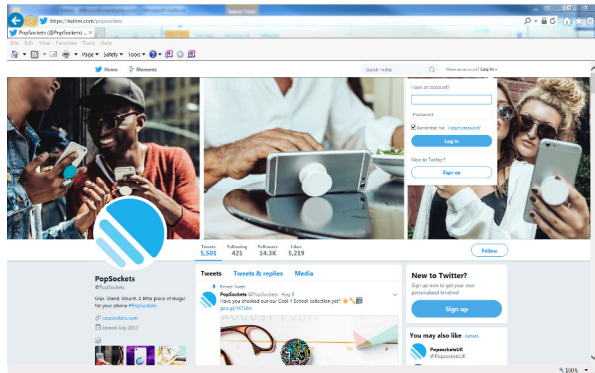 https://twitter.com/popsockets
PopSockets (@PopSockets) ...
File Edit View Favorites Tools Help
Page Safety Tools
Home Moments
Search Twitter
Have an account? Log in
Have an account?
Password
Remember me · Forgot password?
Log in
New to Twitter?
Sign up
Tweets Following Followers Likes
5,501 421 14.3K 5,219
Follow
PopSockets
@PopSockets
Grip. Stand. Mount. A little piece of magic
for your phone #PopSockets
popsockets.com
Joined July 2013
Tweets Tweets & replies Media
Pinned Tweet
PopSockets @PopSockets · Aug 8
Have you checked out our Cool 4 School collection yet?
AUGUST | 2017
New to Twitter?
Sign up now to get your own
personalized timeline!
Sign up
You may also like · Refresh
PopsocketsUK
@PopsocketsUK
100%